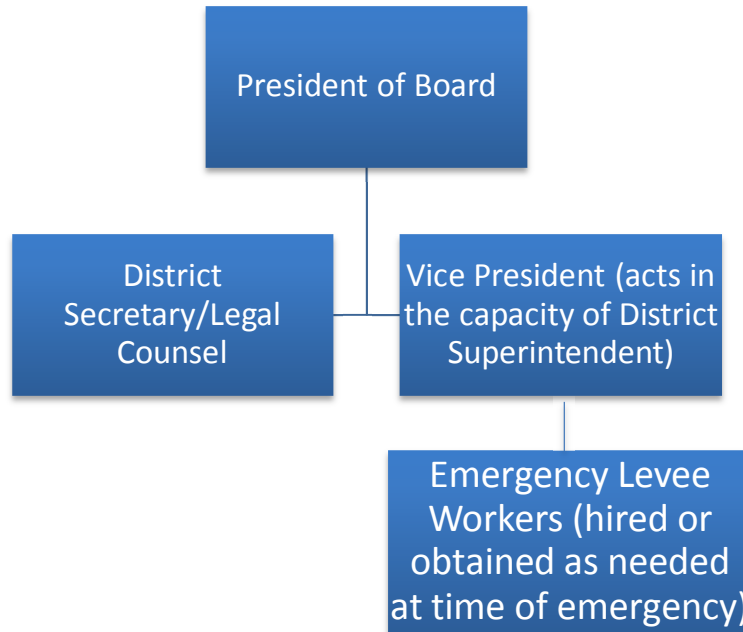 President of Board
District
Secretary/Legal
Counsel
Vice President (acts in
the capacity of District
Superintendent)
Emergency Levee
Workers (hired or
obtained as needed
at time of emergency)